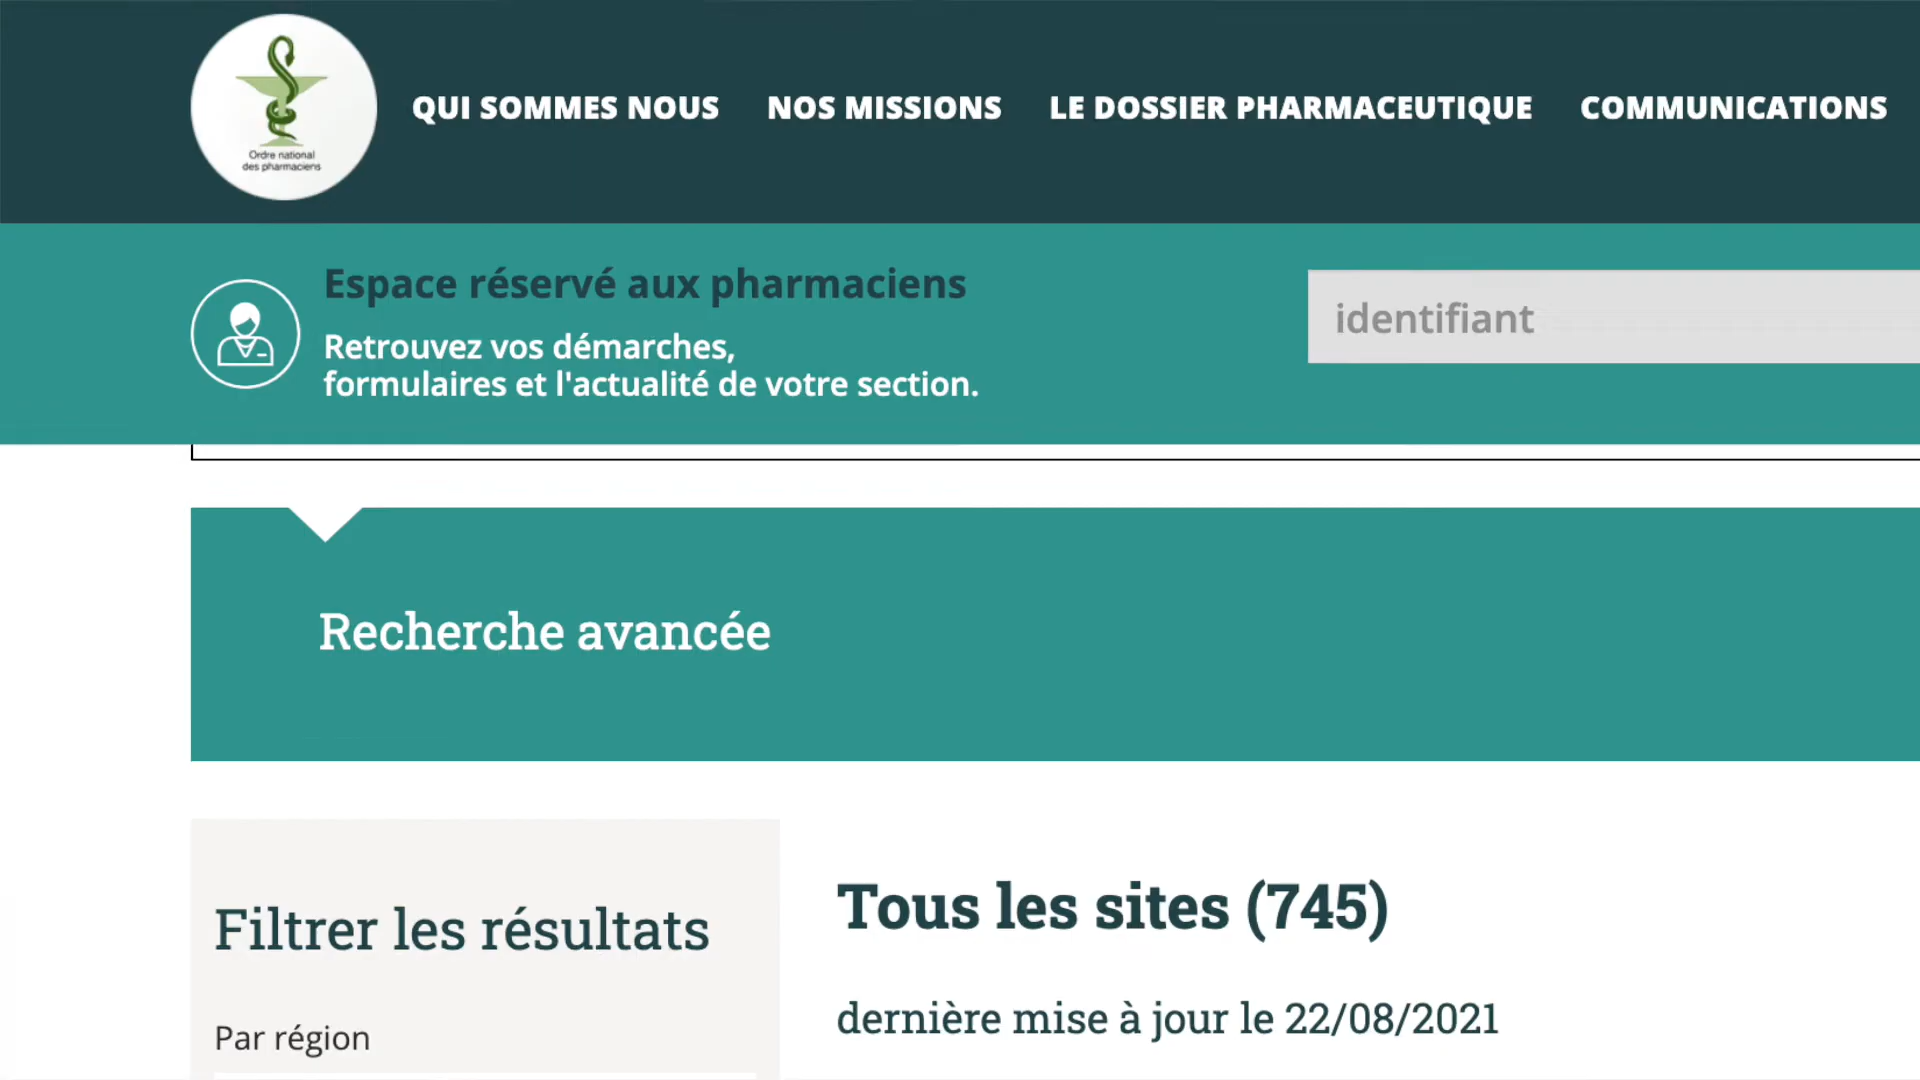 Ordre national
des pharmaciens
QUI SOMMES NOUS NOS MISSIONS LE DOSSIER PHARMACEUTIQUE COMMUNICATIONS
Espace réservé aux pharmaciens
Retrouvez vos démarches,
formulaires et l'actualité de votre section.
identifiant
Recherche avancée
Filtrer les résultats
Par région
Tous les sites (745)
dernière mise à jour le 22/08/2021